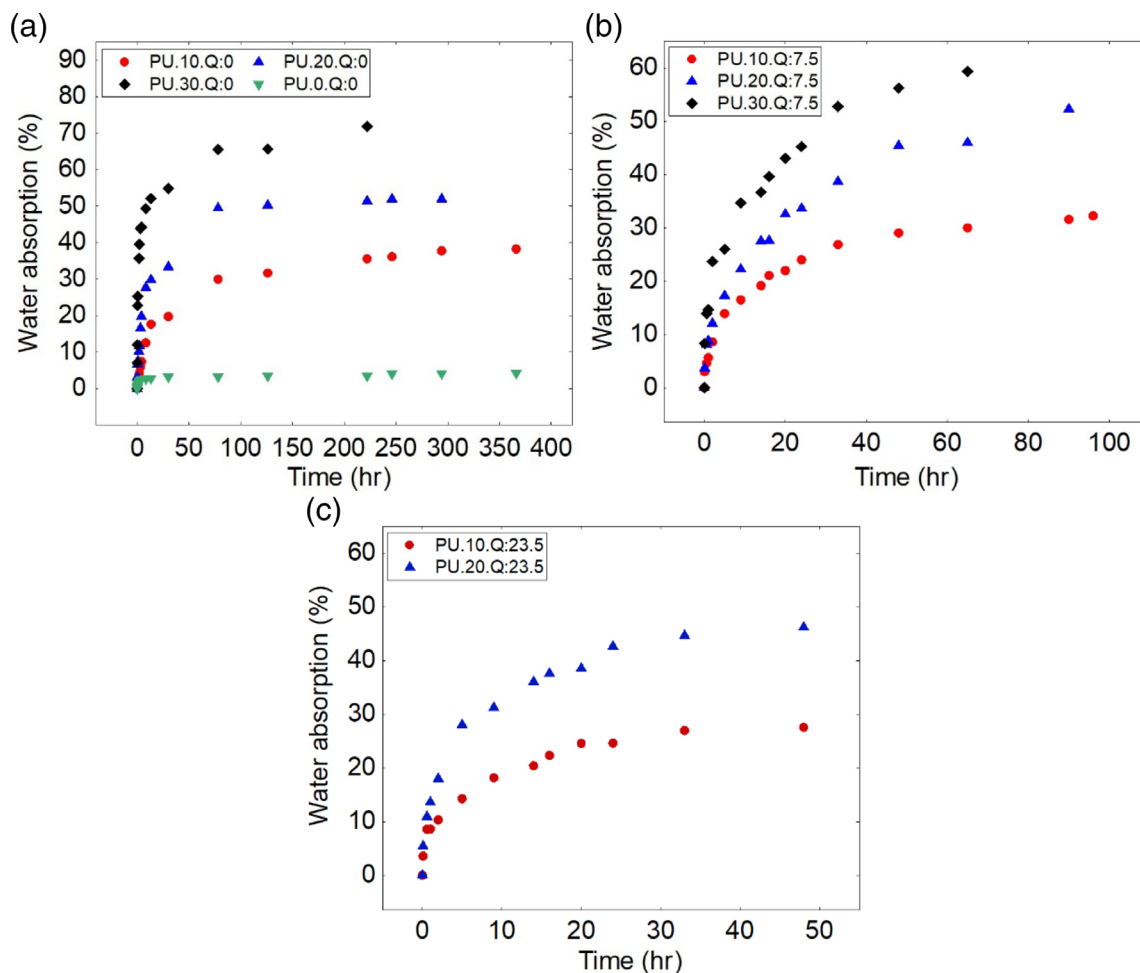 (a)
PU.10.Q:0 PU.20.Q:0
PU.30.Q:0 PU.0.Q:0
90
80
70
60
50
40
30
20
10
0
Water absorption (%)
0 50 100 150 200 250 300 350 400
Time (hr)
(b)
PU.10.Q:7.5
PU.20.Q:7.5
PU.30.Q:7.5
60
50
40
30
20
10
0
Water absorption (%)
0 20 40 60 80 100
Time (hr)
(c)
PU.10.Q:23.5
PU.20.Q:23.5
60
50
40
30
20
10
0
Water absorption (%)
0 10 20 30 40 50
Time (hr)